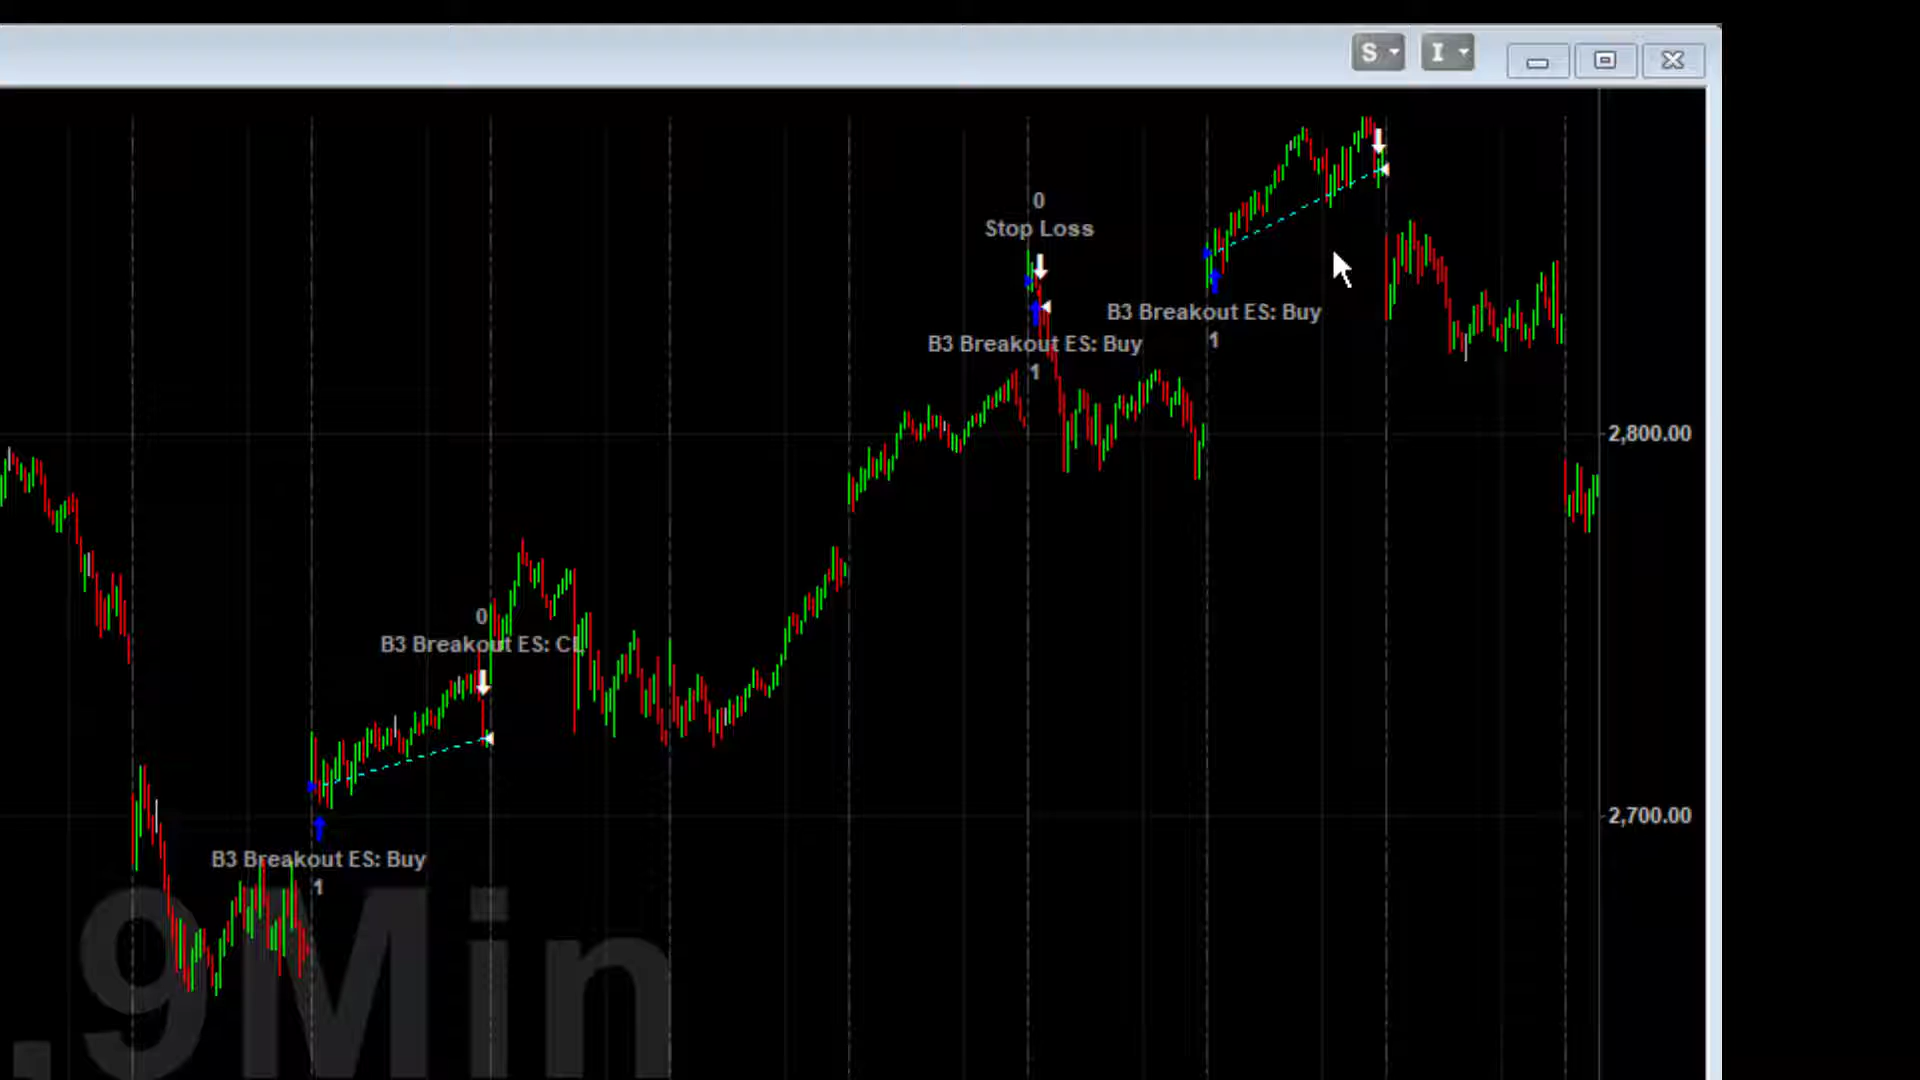 S
I
0
Stop Loss
B3 Breakout ES: Buy
1
B3 Breakout ES: Buy
1
2,800.00
0
B3 Breakout ES: CL
2,700.00
B3 Breakout ES: Buy
1
.9Min